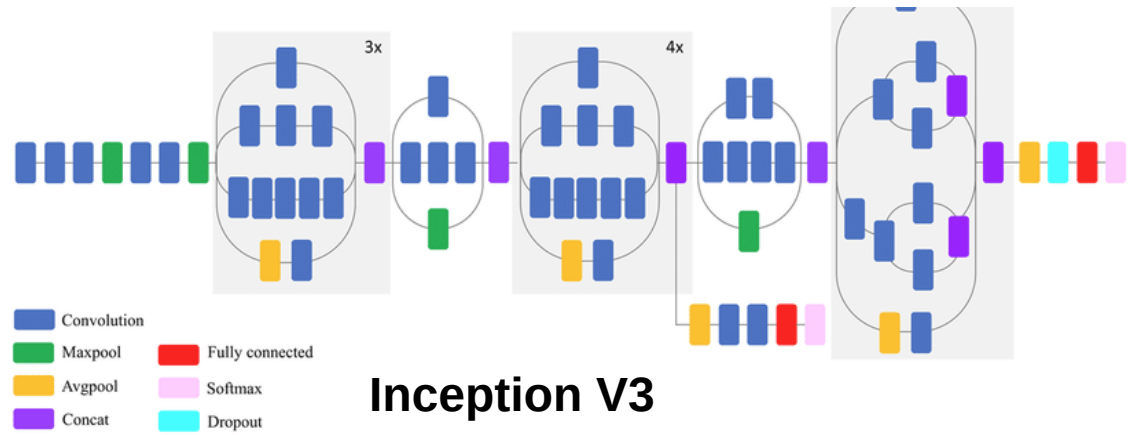 3x
4x
Convolution
Maxpool
Fully connected
Avgpool
Softmax
Concat
Dropout
Inception V3